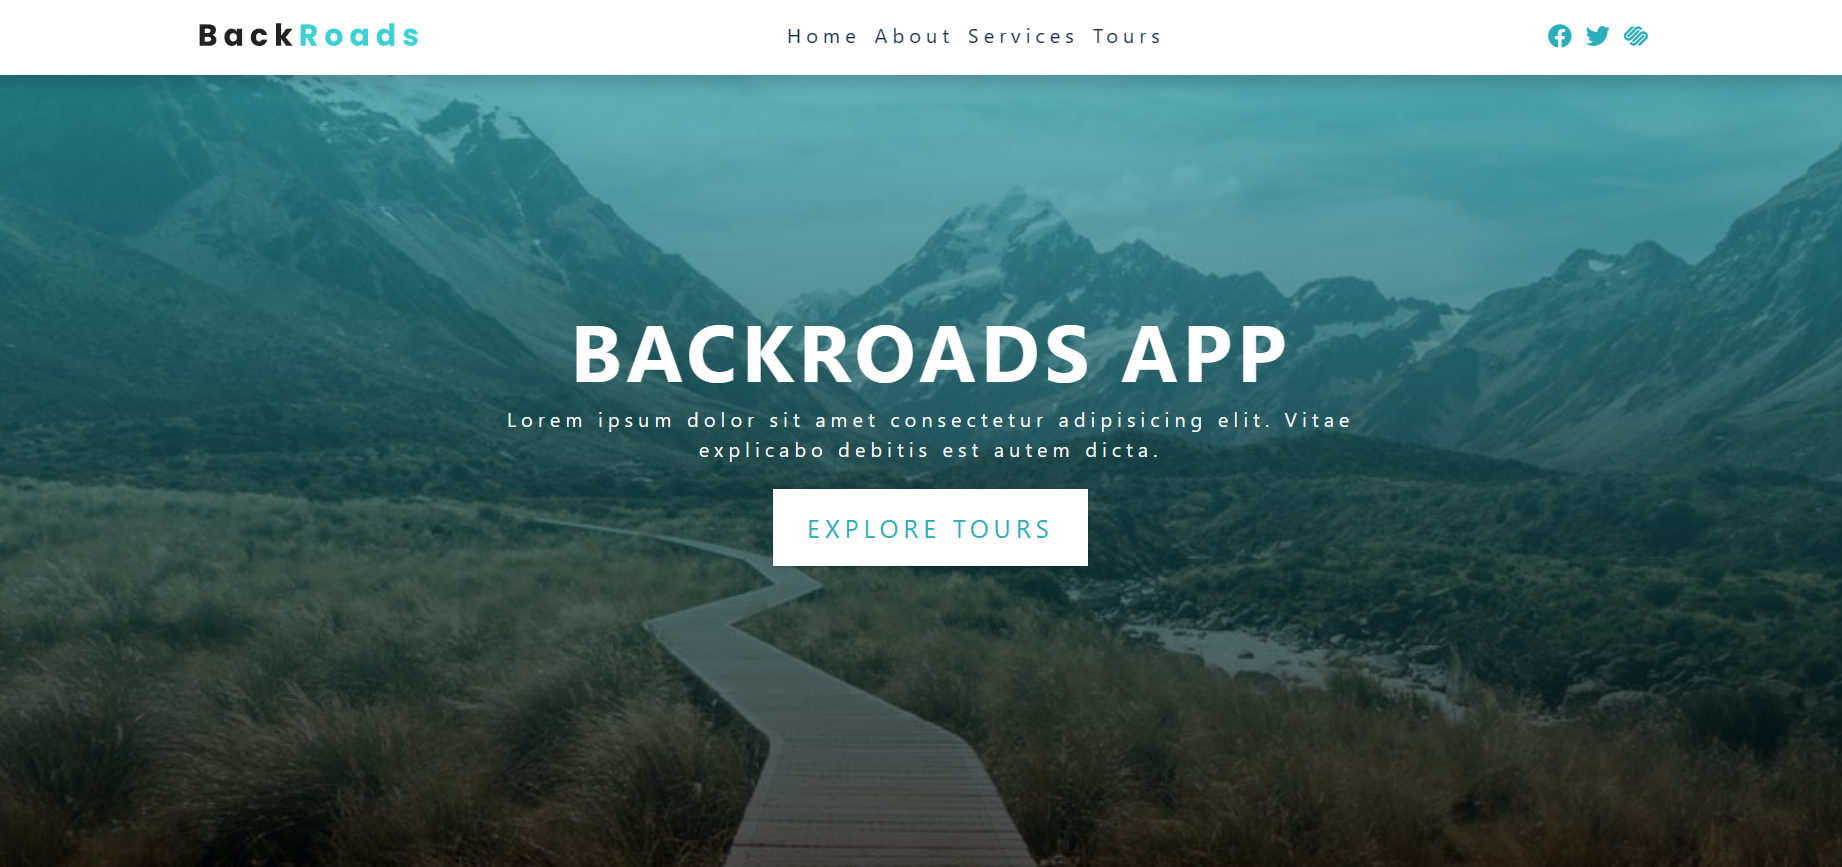 BackRoads
Home About Services Tours
BACKROADS APP
Lorem ipsum dolor sit amet consectetur adipisicing elit. Vitae
explicabo debitis est autem dicta.
EXPLORE TOURS